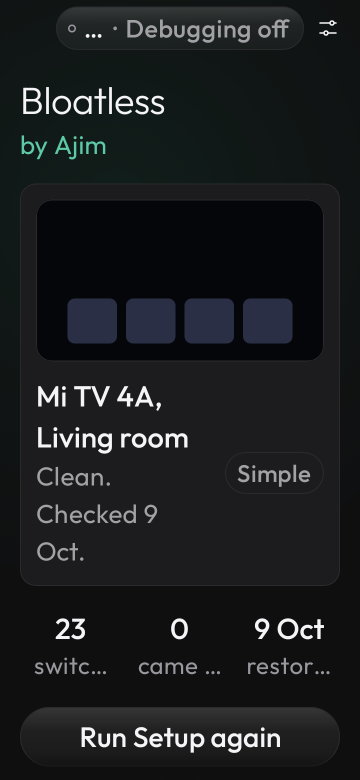 ... · Debugging off
Bloatless
by Ajim
Mi TV 4A,
Living room
Clean.
Checked 9
Oct.
Simple
23 0 9 Oct
switc... came ... restor...
Run Setup again